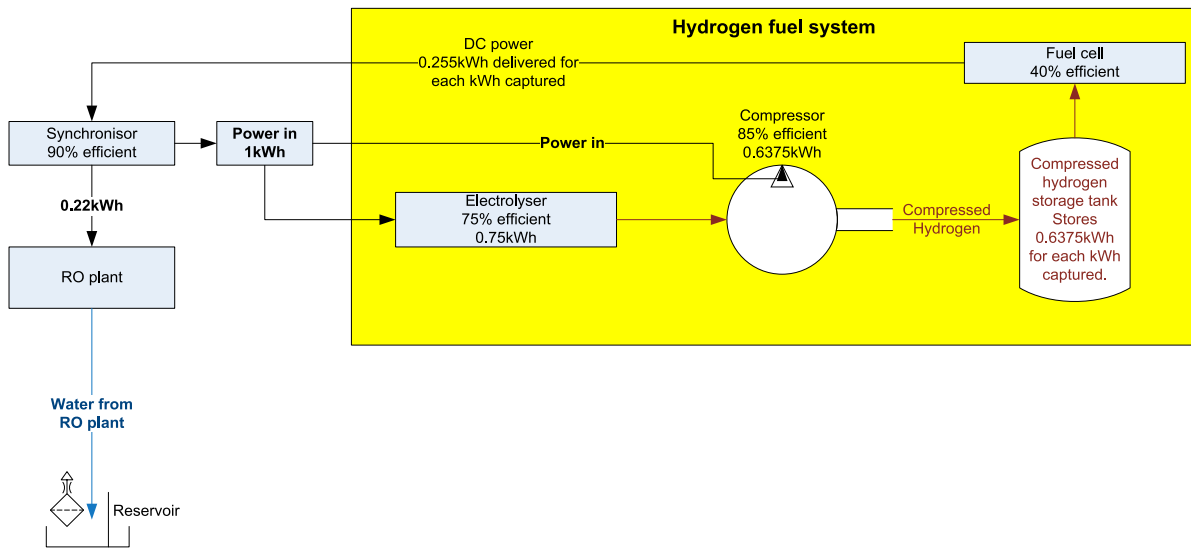 Hydrogen fuel system
DC power
0.255kWh delivered for
each kWh captured
Fuel cell
40% efficient
Synchronisor
90% efficient
Power in
1kWh
Power in
Compressor
85% efficient
0.6375kWh
Electrolyser
75% efficient
0.75kWh
Compressed
Hydrogen
Compressed
hydrogen
storage tank
Stores
0.6375kWh
for each kWh
captured.
0.22kWh
RO plant
Water from
RO plant
Reservoir